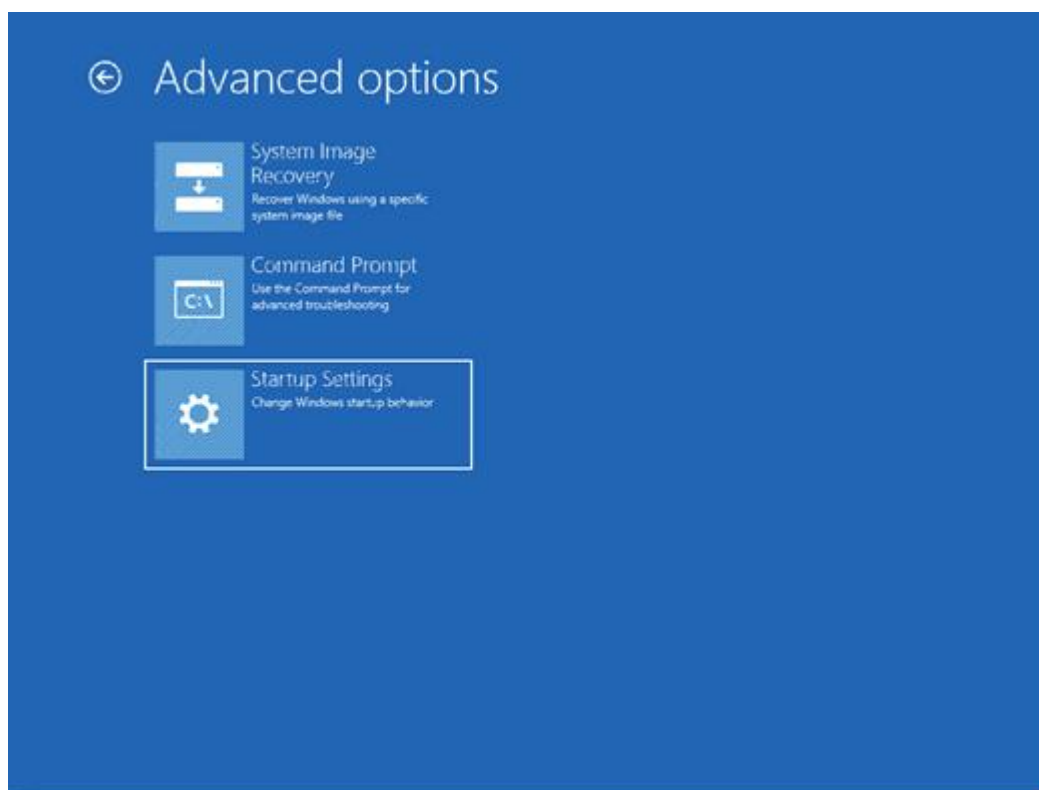 Advanced options
System Image
Recovery
Recover Windows using a specific
system image file
Command Prompt
Use the Command Prompt for
advanced troubleshooting
C:\
Startup Settings
Change Windows startup behavior